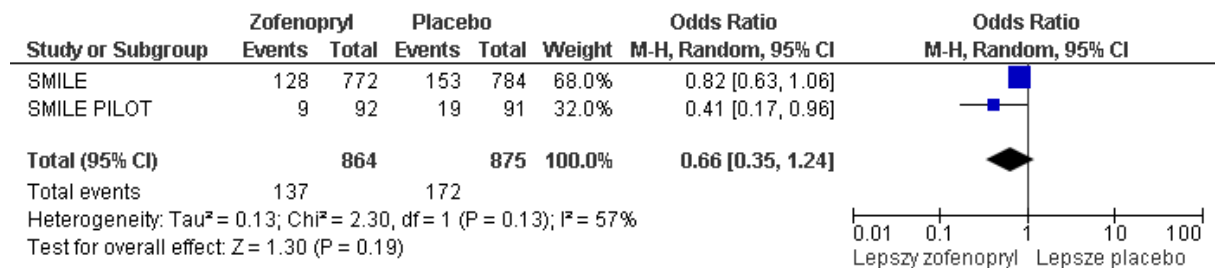 Zofenopryl Placebo Odds Ratio Odds Ratio
Study or Subgroup Events Total Events Total Weight M-H, Random, 95% CI M-H, Random, 95% CI
SMILE 128 772 153 784 68.0% 0.82 [0.63, 1.06]
SMILE PILOT 9 92 19 91 32.0% 0.41 [0.17, 0.96]
Total (95% CI) 864 875 100.0% 0.66 [0.35, 1.24]
Total events 137 172
Heterogeneity: Tau² = 0.13; Chi² = 2.30, df = 1 (P = 0.13); I² = 57%
Test for overall effect: Z = 1.30 (P = 0.19)
0.01 0.1 1 10 100
Lepszy zofenopryl Lepsze placebo